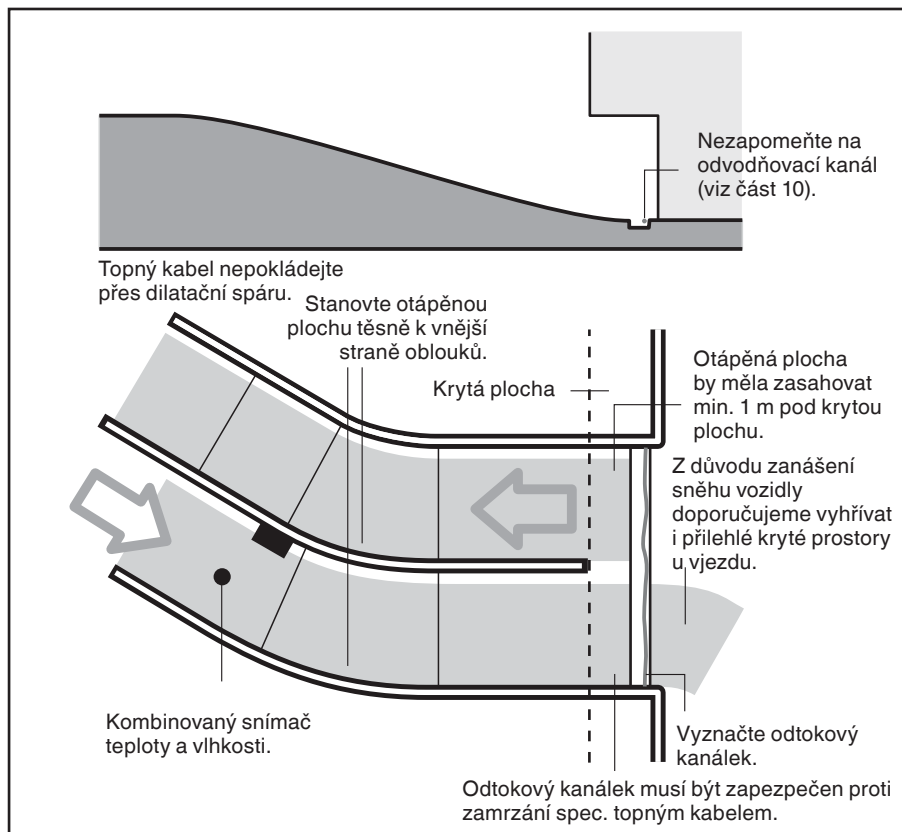 Nezapomeňte na
odvodňovací kanál
(viz část 10).
Topný kabel nepokládejte
přes dilatační spáru.
Stanovte otápěnou
plochu těsně k vnější
straně oblouků.
Krytá plocha
Otápěná plocha
by měla zasahovat
min. 1 m pod krytou
plochu.
Z důvodu zanášení
sněhu vozidly
doporučujeme vyhřívat
i přilehlé kryté prostory
u vjezdu.
Kombinovaný snímač
teploty a vlhkosti.
Vyznačte odtokový
kanálek.
Odtokový kanálek musí být zapezpečen proti
zamrzání spec. topným kabelem.